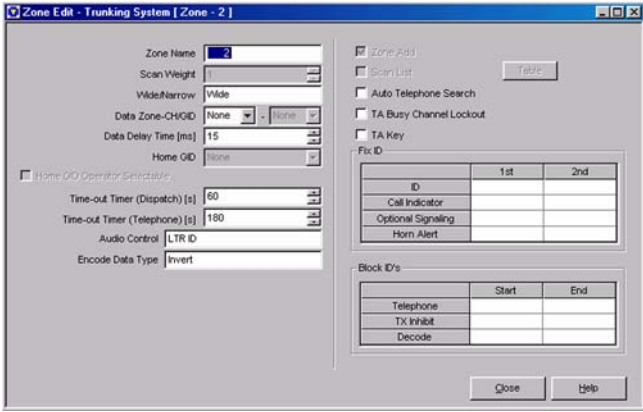 Zone Edit - Trunking System [ Zone - 2 ]
Zone Name 2
Scan Weight 1
Wide/Narrow Wide
Data Zone-CH/GID None - None
Data Delay Time [ms] 15
Home GID None
Home GID Operator Selectable
Time-out Timer (Dispatch) [s] 60
Time-out Timer (Telephone) [s] 180
Audio Control LTR ID
Encode Data Type Invert
Zone Add
Scan List Table
Auto Telephone Search
TA Busy Channel Lockout
TA Key
Fix ID
1st 2nd
ID
Call Indicator
Optional Signaling
Horn Alert
Block ID's
Start End
Telephone
TX Inhibit
Decode
Close Help